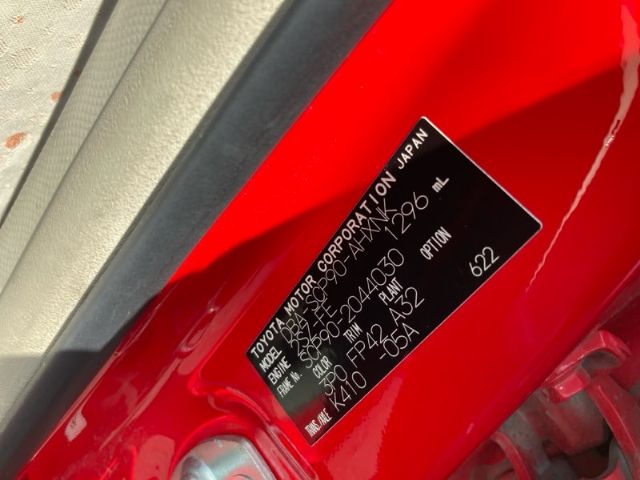 TOYOTA MOTOR CORPORATION JAPAN
MODEL DBA-SCP90-AHXNK
ENGINE 2SZ-FE 1296 mL
FRAME No. SCP90-2044030
COLOR TRIM PLANT OPTION
3P0 FP42 A32 622
TRANS./AXLE K410 -05A